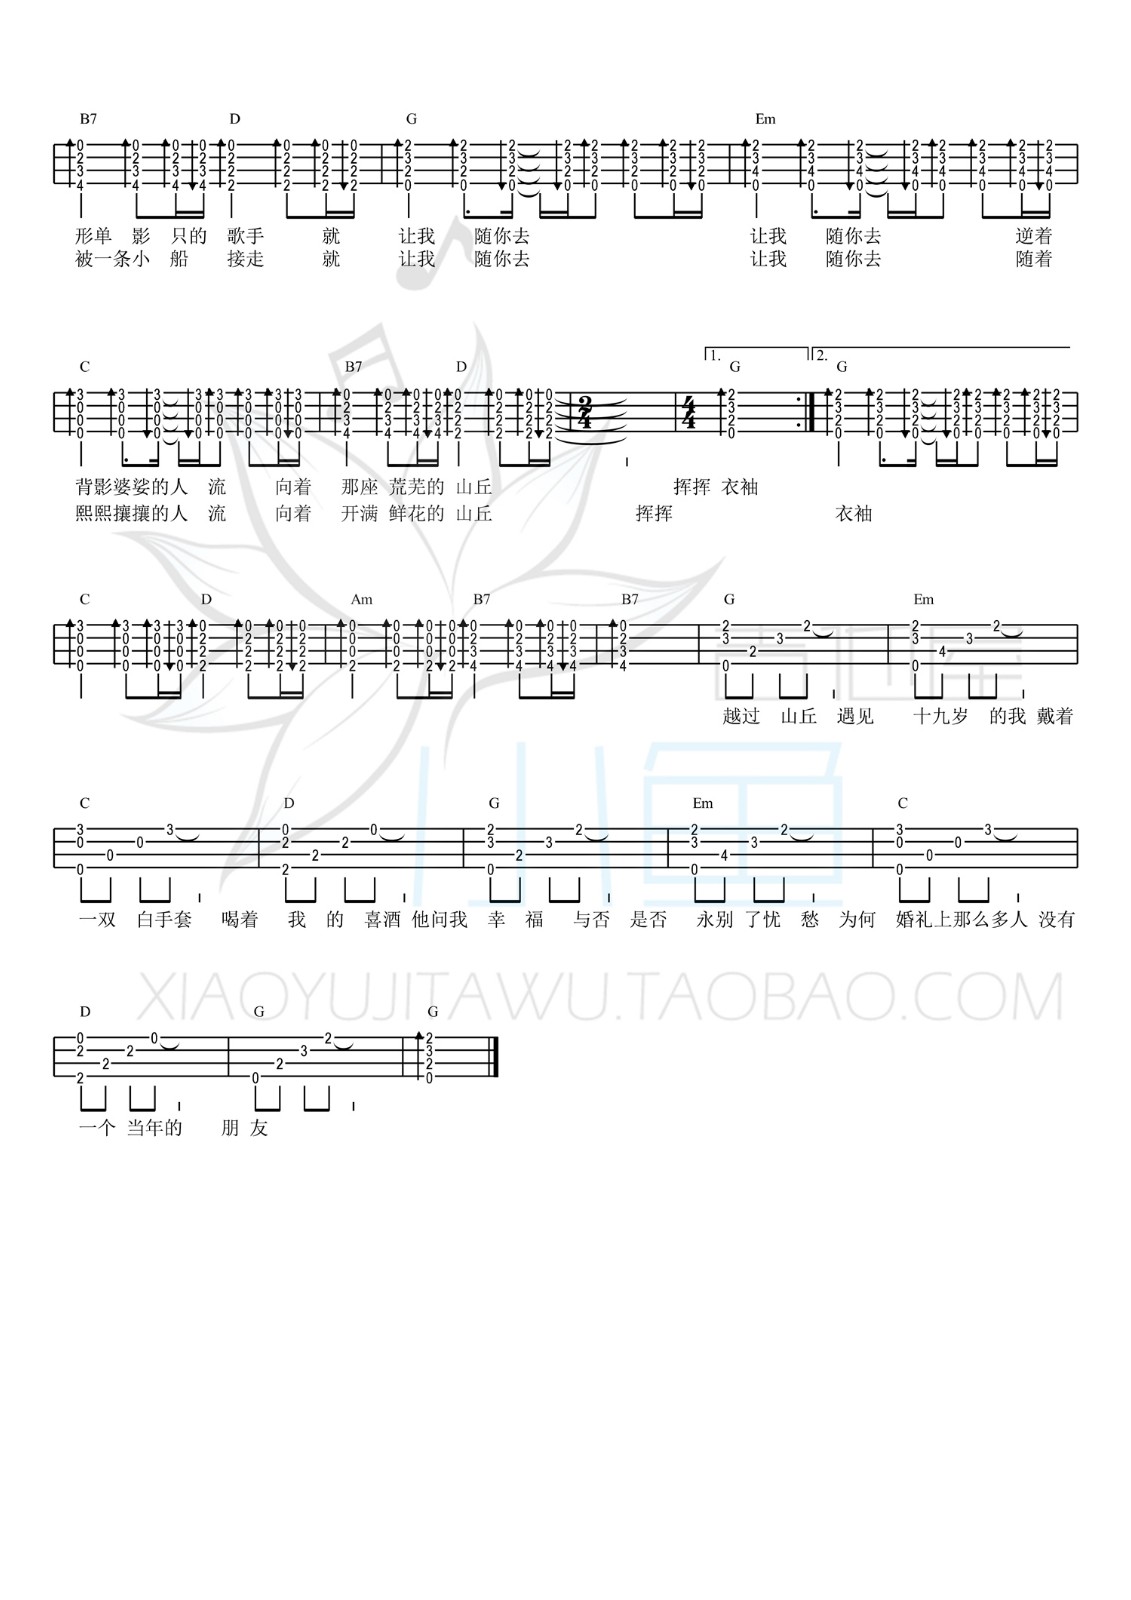 B7 D G Em
形单 影 只的 歌手 就 让我 随你去 让我 随你去 逆着
被一条小 船 接走 就 让我 随你去 让我 随你去 随着
1. 2.
C B7 D G G
2/4 4/4
背影婆娑的人 流 向着 那座 荒芜的 山丘 挥挥 衣袖
熙熙攘攘的人 流 向着 开满 鲜花的 山丘 挥挥 衣袖
C D Am B7 B7 G Em
越过 山丘 遇见 十九岁 的我 戴着
C D G Em C
一双 白手套 喝着 我 的 喜酒 他问我 幸 福 与否 是否 永别 了忧 愁 为何 婚礼上那么多人 没有
XIAOYUJITAWU.TAOBAO.COM
D G G
一个 当年的 朋 友
小鱼
吉他屋